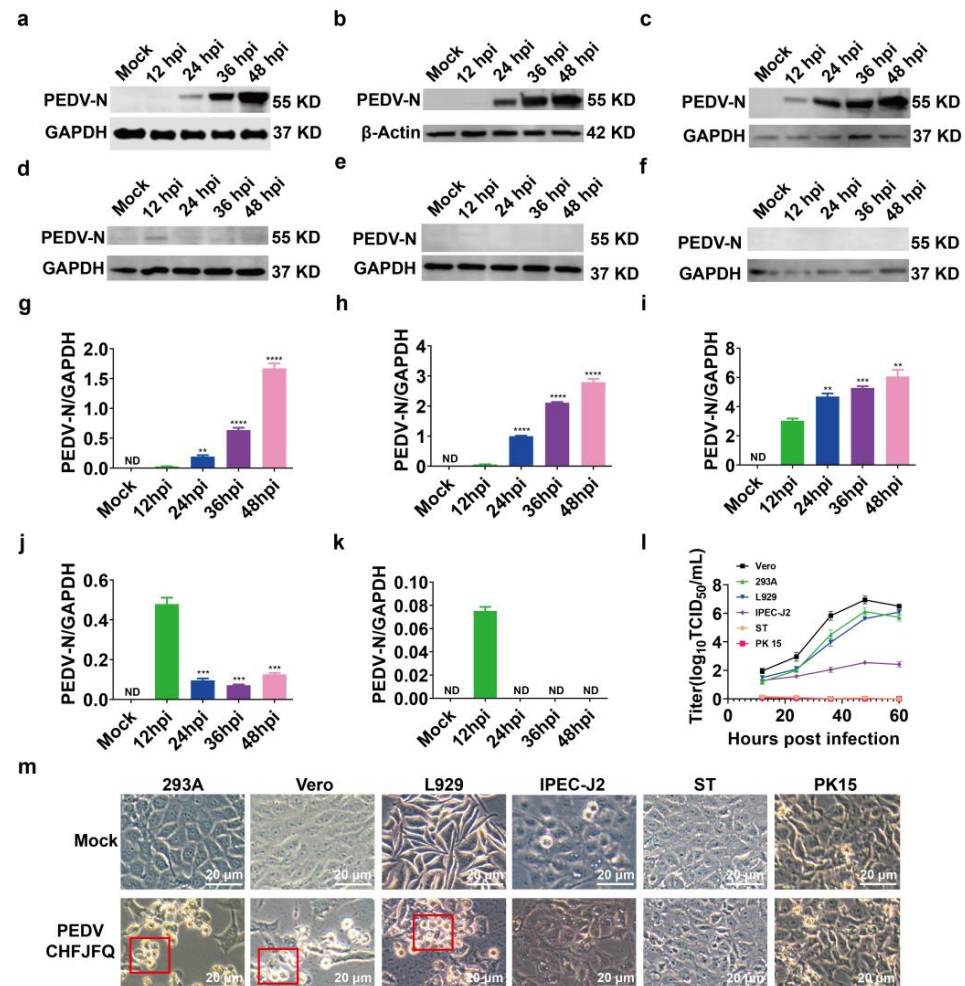 a
b
c
Mock 12 hpi 24 hpi 36 hpi 48 hpi
Mock 12 hpi 24 hpi 36 hpi 48 hpi
Mock 12 hpi 24 hpi 36 hpi 48 hpi
PEDV-N 55 KD
PEDV-N 55 KD
PEDV-N 55 KD
GAPDH 37 KD
β-Actin 42 KD
GAPDH 37 KD
d
e
f
Mock 12 hpi 24 hpi 36 hpi 48 hpi
Mock 12 hpi 24 hpi 36 hpi 48 hpi
Mock 12 hpi 24 hpi 36 hpi 48 hpi
PEDV-N 55 KD
PEDV-N 55 KD
PEDV-N 55 KD
GAPDH 37 KD
GAPDH 37 KD
GAPDH 37 KD
g
PEDV-N/GAPDH
2.0
1.5
1.0
0.5
0.0
ND ** **** ****
Mock 12hpi 24hpi 36hpi 48hpi
h
PEDV-N/GAPDH
4
3
2
1
0
ND **** **** ****
Mock 12hpi 24hpi 36hpi 48hpi
i
PEDV-N/GAPDH
8
6
4
2
0
ND ** *** **
Mock 12hpi 24hpi 36hpi 48hpi
j
PEDV-N/GAPDH
0.6
0.4
0.2
0.0
ND *** *** ***
Mock 12hpi 24hpi 36hpi 48hpi
k
PEDV-N/GAPDH
0.10
0.08
0.06
0.04
0.02
0.00
ND ND ND ND
Mock 12hpi 24hpi 36hpi 48hpi
l
Titer(log₁₀TCID₅₀/mL)
8
6
4
2
0
Vero
293A
L929
IPEC-J2
ST
PK 15
0 20 40 60
Hours post infection
m
293A Vero L929 IPEC-J2 ST PK15
Mock
20 μm 20 μm 20 μm 20 μm 20 μm 20 μm
PEDV
CHFJFQ
20 μm 20 μm 20 μm 20 μm 20 μm 20 μm